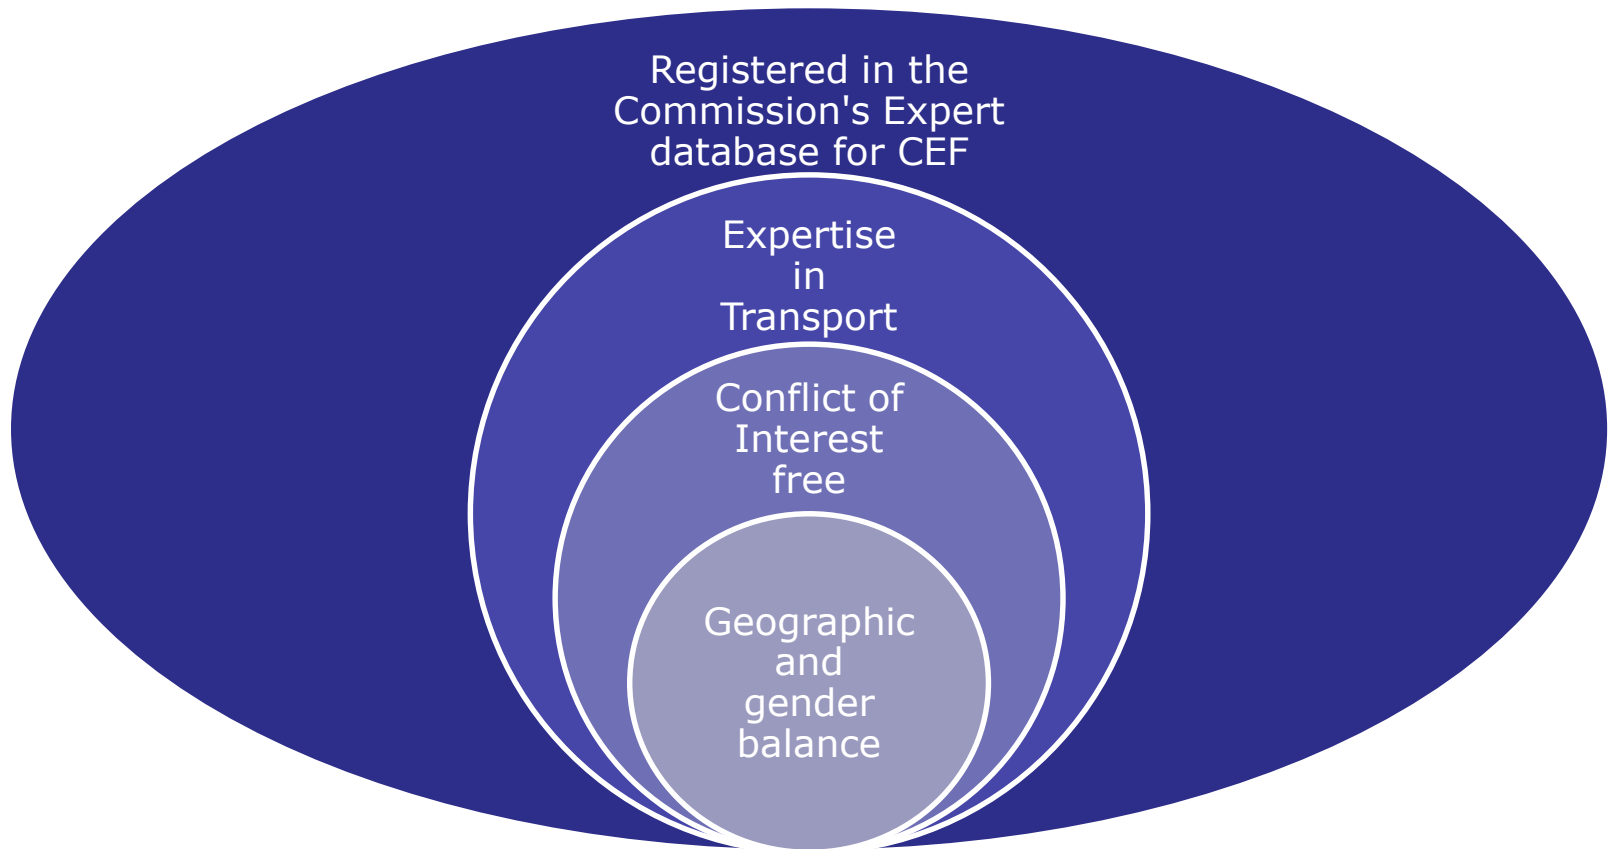 Registered in the
Commission's Expert
database for CEF
Expertise
in
Transport
Conflict of
Interest
free
Geographic
and
gender
balance